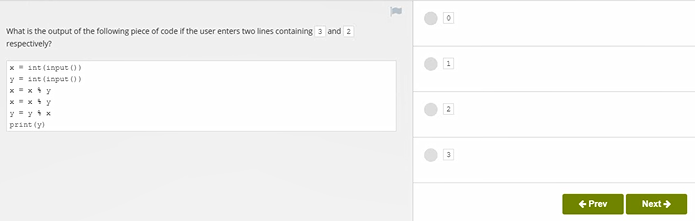 What is the output of the following piece of code if the user enters two lines containing 3 and 2
respectively?
x = int(input())
y = int(input())
x = x % y
x = x % y
y = y % x
print(y)
0
1
2
3
← Prev
Next →